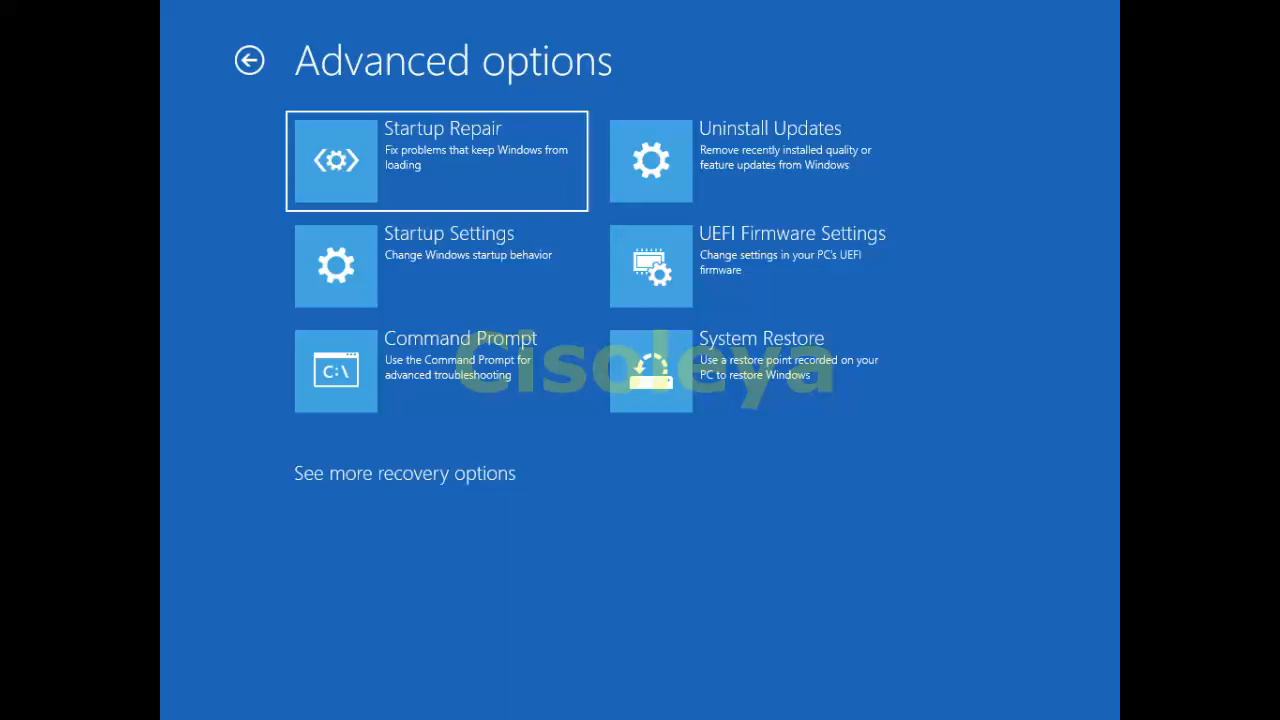 Advanced options
Startup Repair
Fix problems that keep Windows from
loading
Uninstall Updates
Remove recently installed quality or
feature updates from Windows
Startup Settings
Change Windows startup behavior
UEFI Firmware Settings
Change settings in your PC's UEFI
firmware
Command Prompt
Use the Command Prompt for
advanced troubleshooting
C:\
System Restore
Use a restore point recorded on your
PC to restore Windows
Cisoleya
See more recovery options